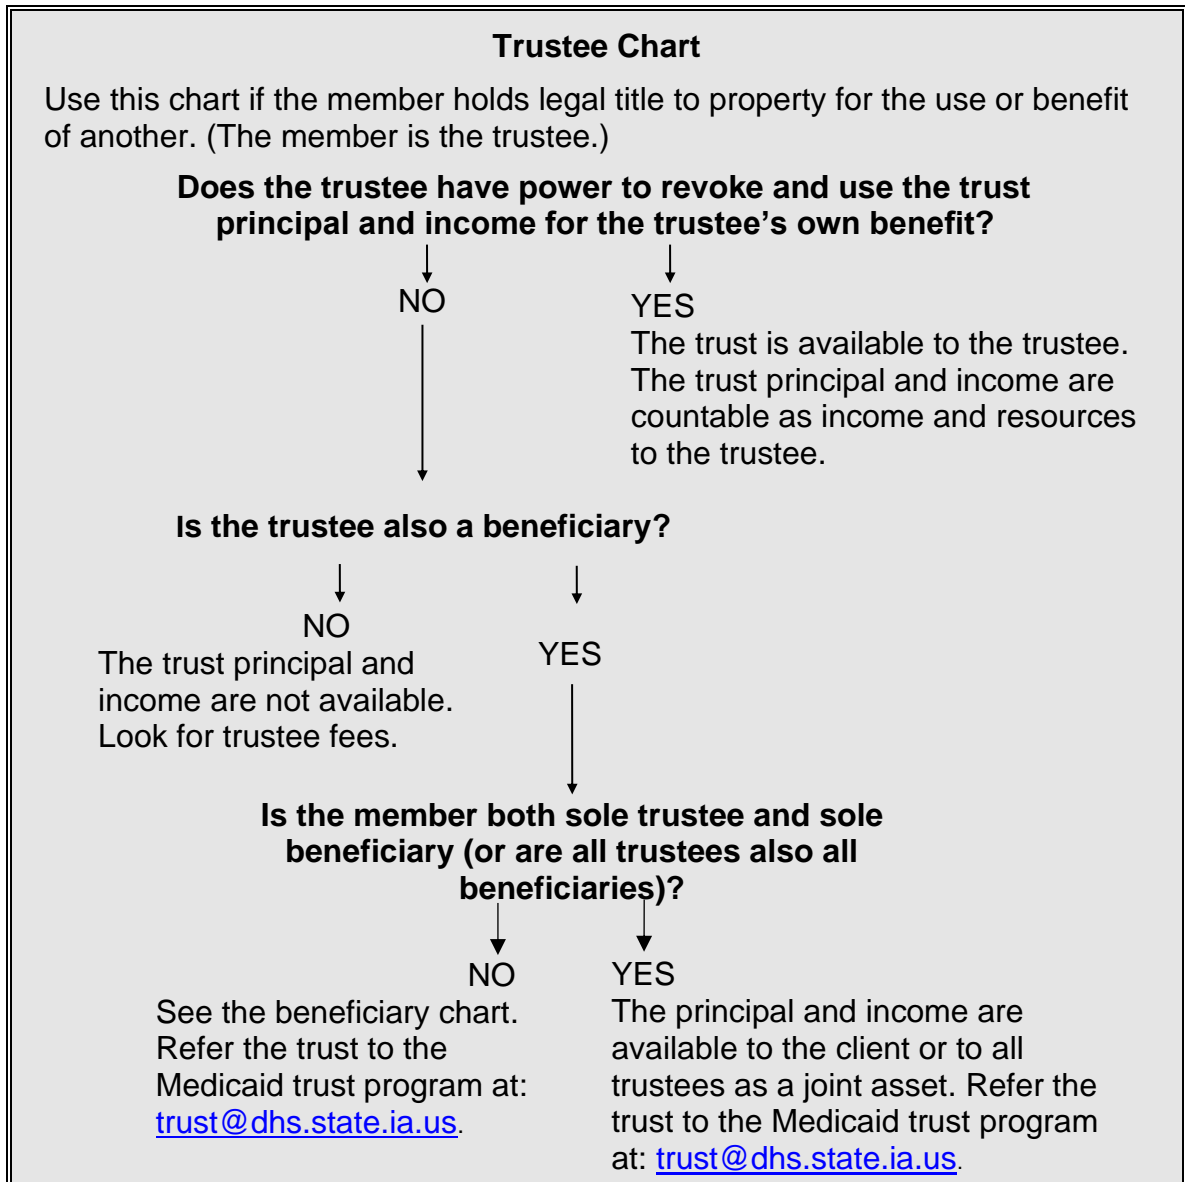 Trustee Chart
Use this chart if the member holds legal title to property for the use or benefit
of another. (The member is the trustee.)
Does the trustee have power to revoke and use the trust
principal and income for the trustee's own benefit?
NO
YES
The trust is available to the trustee.
The trust principal and income are
countable as income and resources
to the trustee.
Is the trustee also a beneficiary?
NO
The trust principal and
income are not available.
Look for trustee fees.
YES
Is the member both sole trustee and sole
beneficiary (or are all trustees also all
beneficiaries)?
NO
See the beneficiary chart.
Refer the trust to the
Medicaid trust program at:
trust@dhs.state.ia.us.
YES
The principal and income are
available to the client or to all
trustees as a joint asset. Refer the
trust to the Medicaid trust program
at: trust@dhs.state.ia.us.